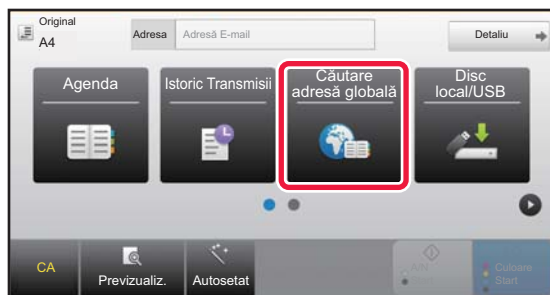 Original
A4
Adresa
Adresă E-mail
Detaliu
Agenda
Istoric Transmisii
Căutare
adresă globală
Disc
local/USB
CA
Previzualiz.
Autosetat
Culoare
Start